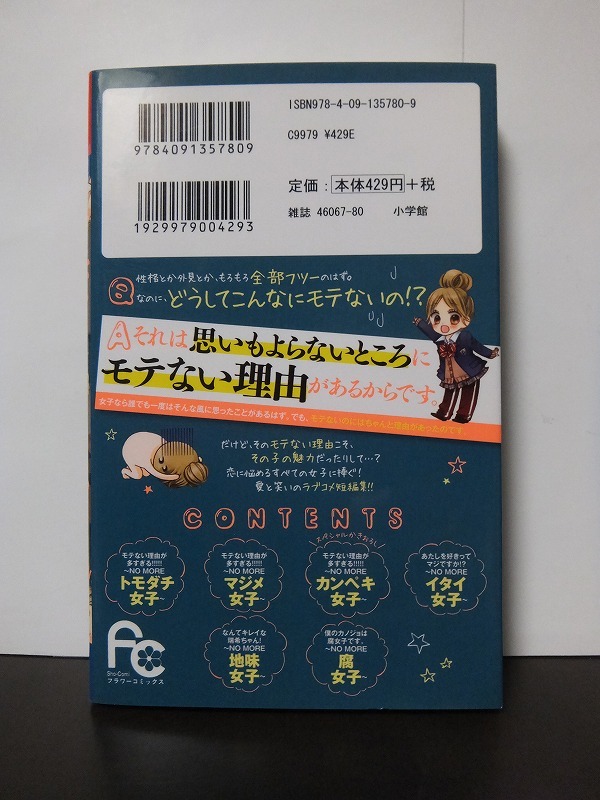 ISBN978-4-09-135780-9
9784091357809
C9979 ¥429E
定価：本体429円＋税
雑誌 46067-80 小学館
1929979004293
Q 性格とか外見とか、もろもろ全部フツーのはず。
なのに、どうしてこんなにモテないの!?
Aそれは思いもよらないところに
モテない理由があるからです。
女子なら誰でも一度はそんな風に思ったことがあるはず。でも、モテないのにはちゃんと理由があったのです。
だけど、そのモテない理由こそ、
その子の魅力だったりして…?
恋に悩めるすべての女子に捧ぐ!
愛と笑いのラブコメ短編集!!
CONTENTS
モテない理由が
多すぎる!!!!!
~NO MORE
トモダチ
女子~
モテない理由が
多すぎる!!!!!
~NO MORE
マジメ
女子~
スペシャルかきおろし
モテない理由が
多すぎる!!!!!
~NO MORE
カンペキ
女子~
あたしを好きって
マジですか!?
~NO MORE
イタイ
女子~
なんてキレイな
瑞希ちゃん!
~NO MORE
地味
女子~
僕のカノジョは
腐女子です。
~NO MORE
腐
女子~
FC
Sho-Comi
フラワーコミックス